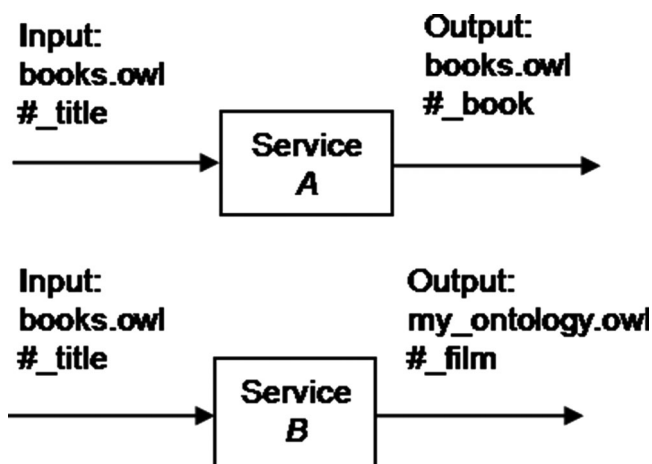 Input:
books.owl
#_title
Output:
books.owl
#_book
Service
A
Input:
books.owl
#_title
Output:
my_ontology.owl
#_film
Service
B